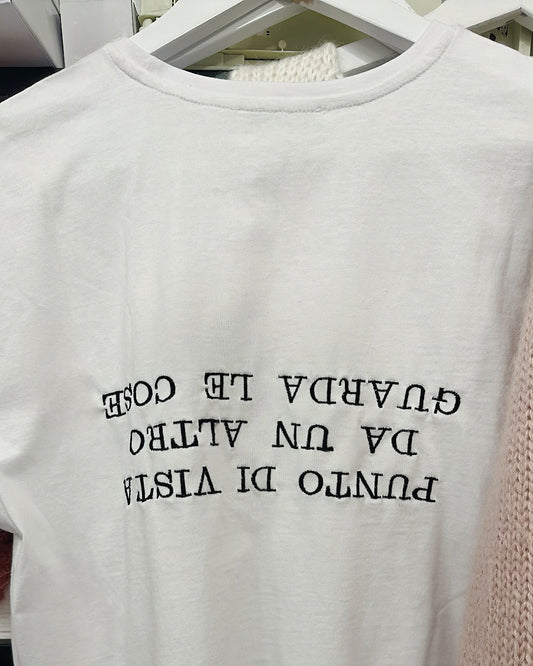 GUARDA LE COSE
DA UN ALTRO
PUNTO DI VISTA